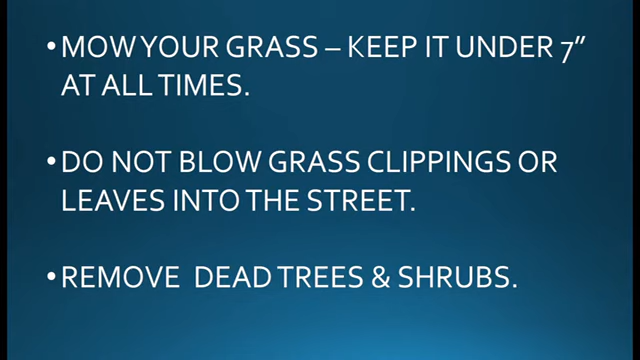 •MOW YOUR GRASS – KEEP IT UNDER 7”
AT ALL TIMES.
•DO NOT BLOW GRASS CLIPPINGS OR
LEAVES INTO THE STREET.
•REMOVE DEAD TREES & SHRUBS.